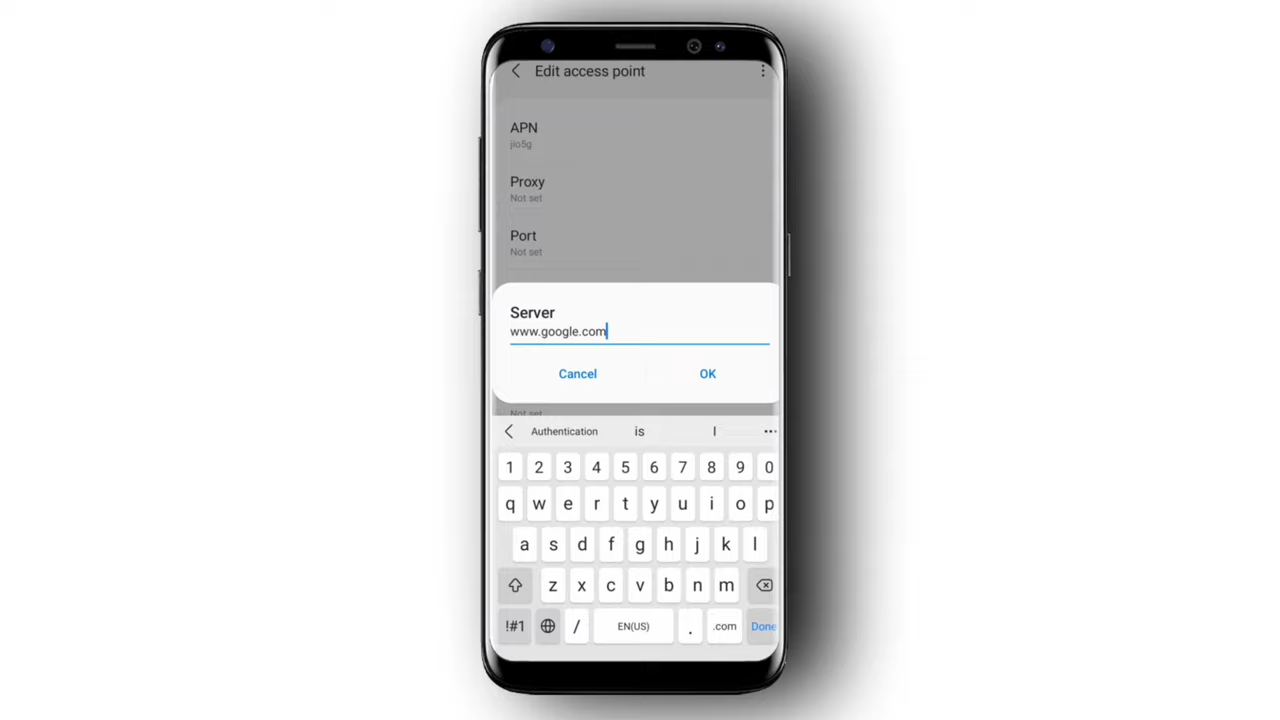 Edit access point
APN
jio5g
Proxy
Not set
Port
Not set
Server
www.google.com
Cancel OK
Not set
Authentication is I
1 2 3 4 5 6 7 8 9 0
q w e r t y u i o p
a s d f g h j k l
z x c v b n m
!#1 / EN(US) . .com Done